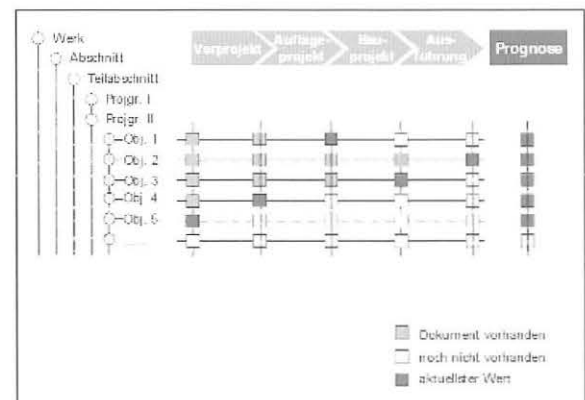 Werk
Abschnitt
Teilabschnitt
Projgr. I
Projgr. II
Obj. 1
Obj. 2
Obj. 3
Obj. 4
Obj. 5
Vorprojekt
Auflage-
projekt
Bau-
projekt
Aus-
führung
Prognose
Dokument vorhanden
noch nicht vorhanden
aktuellster Wert